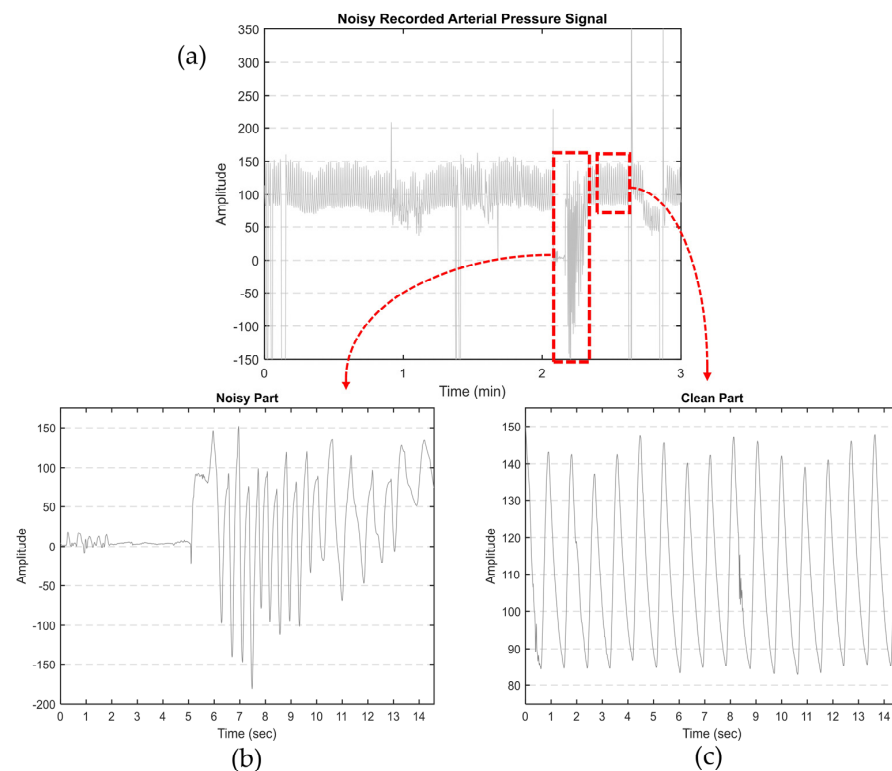 Noisy Recorded Arterial Pressure Signal
(a)
350
300
250
200
150
100
50
0
-50
-100
-150
Amplitude
0 1 2 3
Time (min)
Noisy Part
150
100
50
0
-50
-100
-150
-200
Amplitude
0 1 2 3 4 5 6 7 8 9 10 11 12 13 14
Time (sec)
(b)
Clean Part
150
140
130
120
110
100
90
80
Amplitude
0 1 2 3 4 5 6 7 8 9 10 11 12 13 14
Time (sec)
(c)